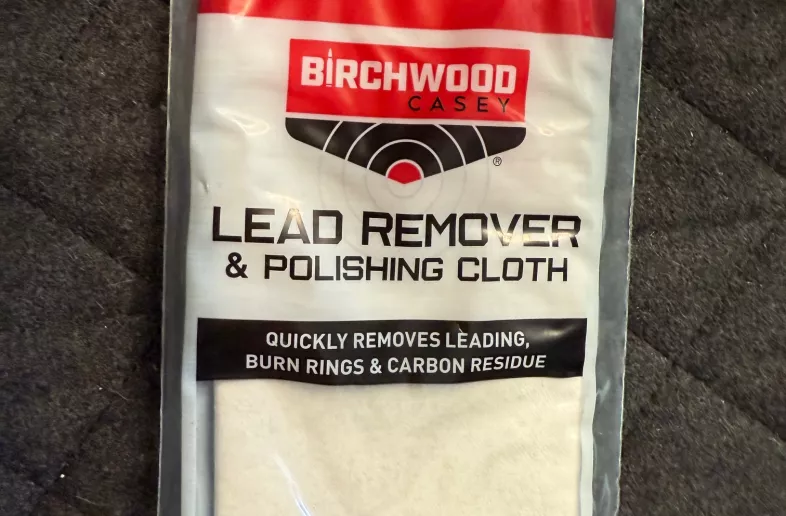 BIRCHWOOD
CASEY
®
LEAD REMOVER
& POLISHING CLOTH
QUICKLY REMOVES LEADING,
BURN RINGS & CARBON RESIDUE